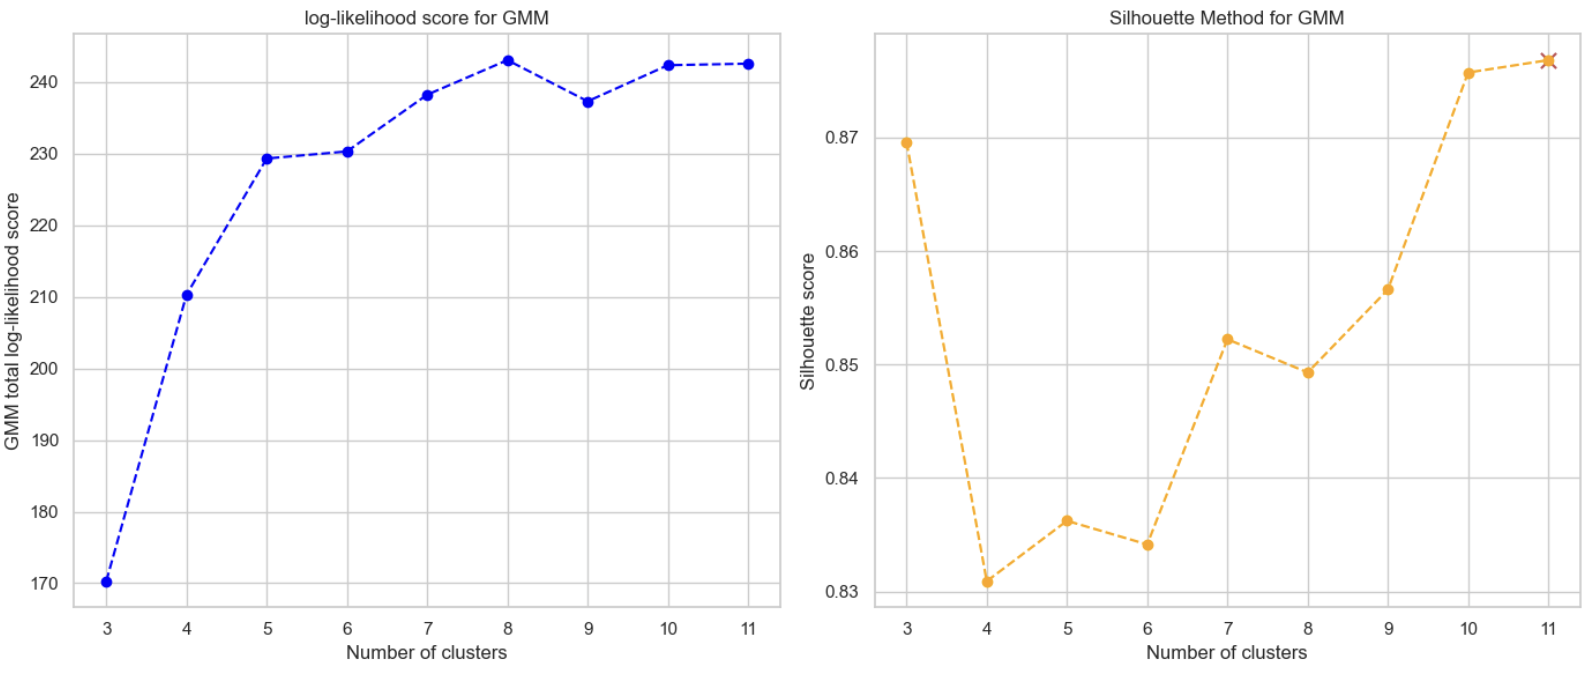 log-likelihood score for GMM
GMM total log-likelihood score
240
230
220
210
200
190
180
170
3 4 5 6 7 8 9 10 11
Number of clusters
Silhouette Method for GMM
Silhouette score
0.87
0.86
0.85
0.84
0.83
3 4 5 6 7 8 9 10 11
Number of clusters